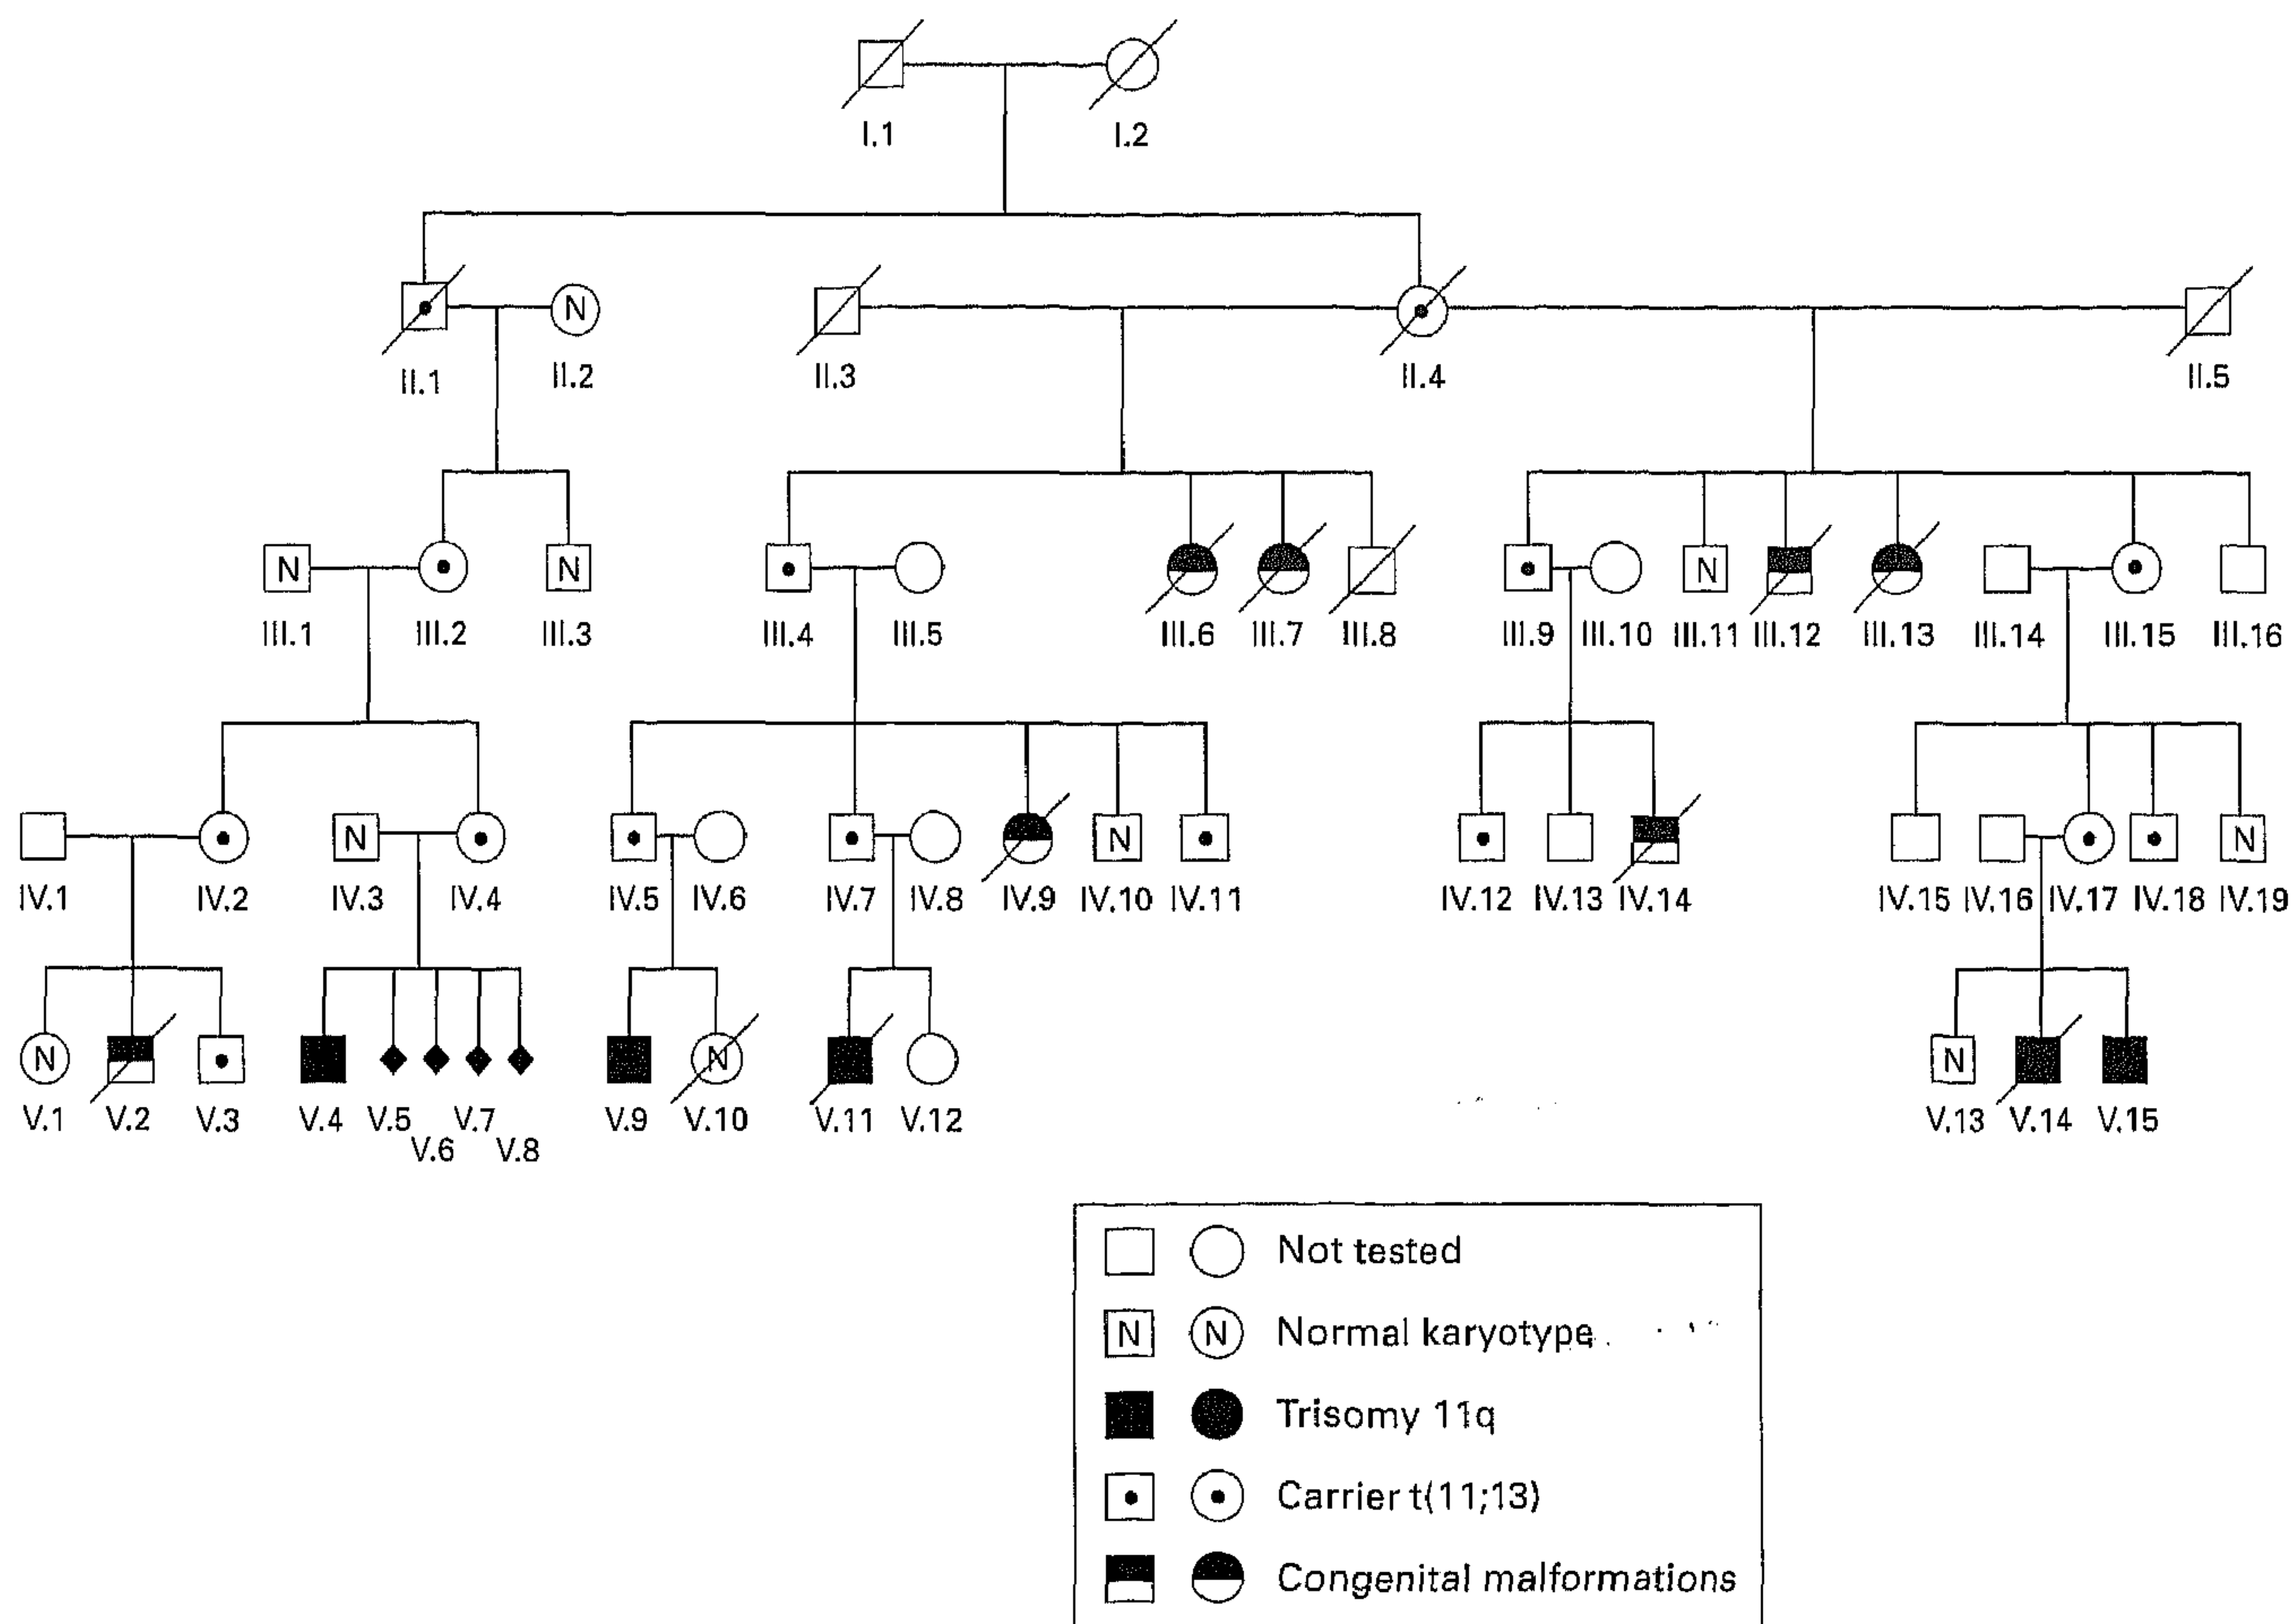 I.1 I.2
N
II.1 II.2 II.3 II.4 II.5
N N N
III.1 III.2 III.3 III.4 III.5 III.6 III.7 III.8 III.9 III.10 III.11 III.12 III.13 III.14 III.15 III.16
N N N
IV.1 IV.2 IV.3 IV.4 IV.5 IV.6 IV.7 IV.8 IV.9 IV.10 IV.11 IV.12 IV.13 IV.14 IV.15 IV.16 IV.17 IV.18 IV.19
N N N
V.1 V.2 V.3 V.4 V.5 V.7 V.9 V.10 V.11 V.12 V.13 V.14 V.15
V.6 V.8
Not tested
N N Normal karyotype
Trisomy 11q
Carrier t(11;13)
Congenital malformations